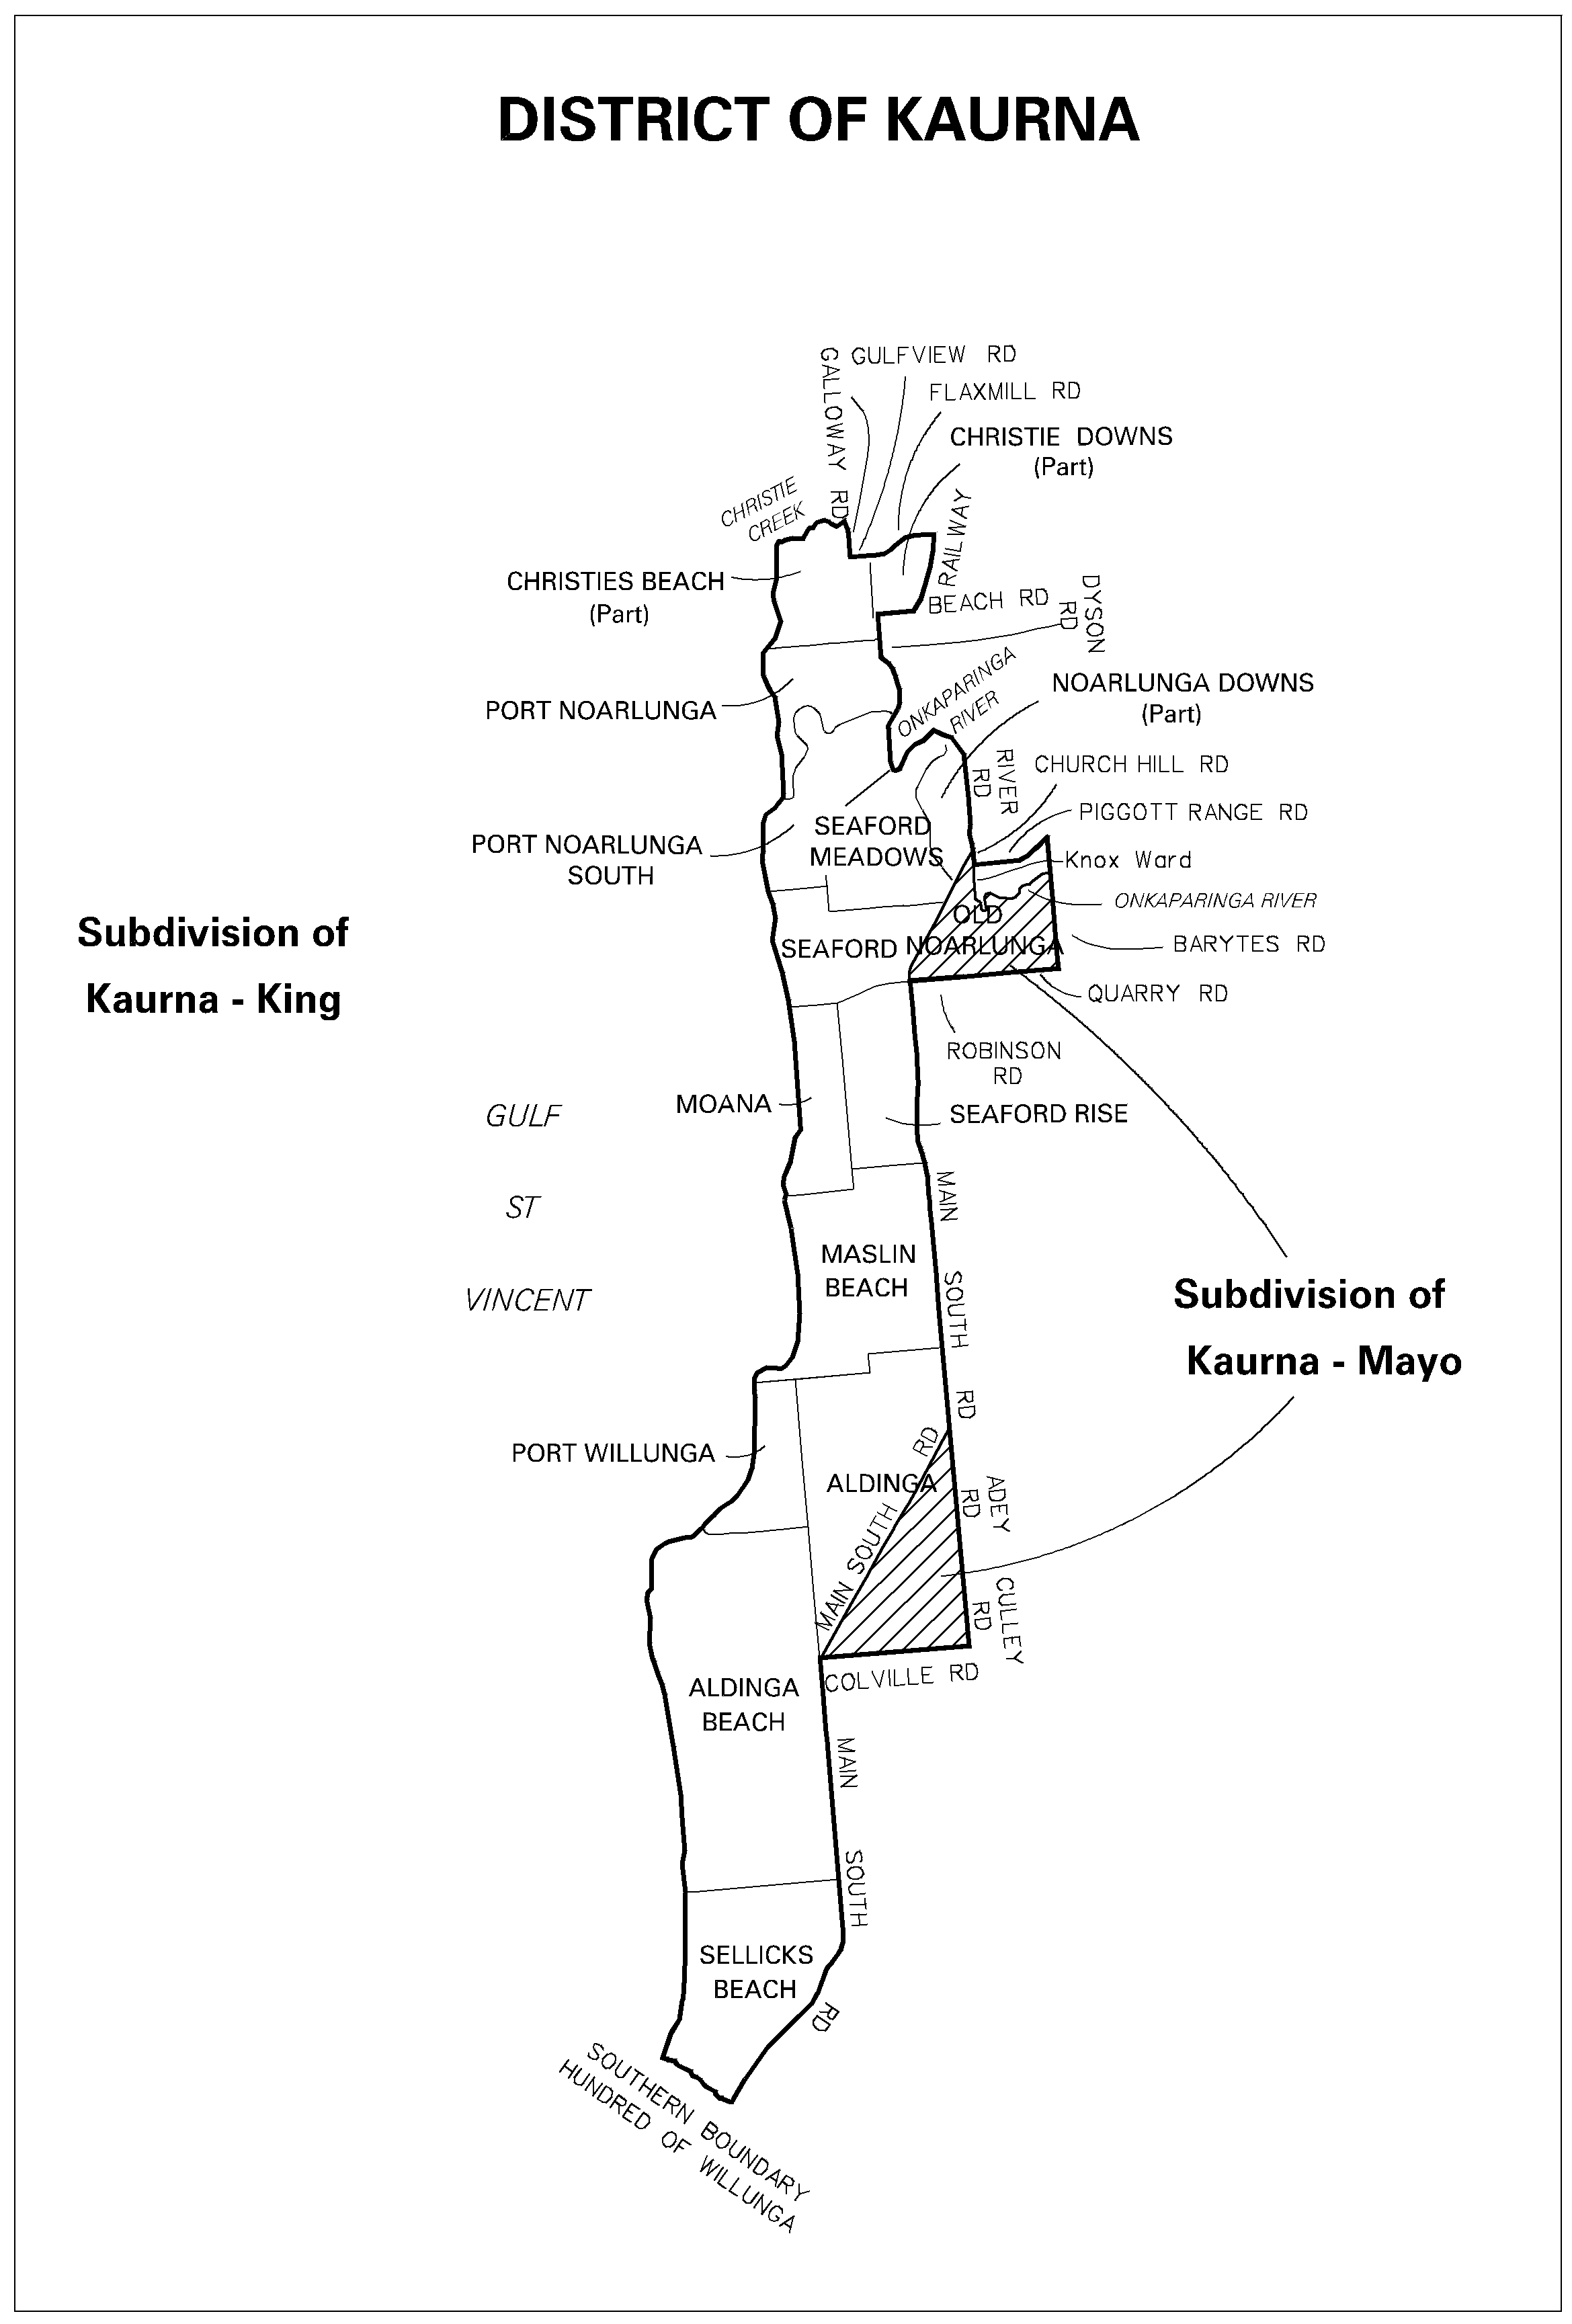 DISTRICT OF KAURNA
GALLOWAY RD
GULFVIEW RD
FLAXMILL RD
CHRISTIE DOWNS
(Part)
CHRISTIE
CREEK
RAILWAY
CHRISTIES BEACH
(Part)
BEACH RD
DYSON
RD
ONKAPARINGA
RIVER
NOARLUNGA DOWNS
(Part)
PORT NOARLUNGA
RIVER
RD
CHURCH HILL RD
PIGGOTT RANGE RD
SEAFORD
MEADOWS
PORT NOARLUNGA
SOUTH
Knox Ward
ONKAPARINGA RIVER
OLD
NOARLUNGA
SEAFORD
BARYTES RD
Subdivision of
Kaurna - King
QUARRY RD
ROBINSON
RD
MOANA
SEAFORD RISE
GULF
ST
VINCENT
MAIN
SOUTH
RD
MASLIN
BEACH
Subdivision of
Kaurna - Mayo
PORT WILLUNGA
ALDINGA
MAIN SOUTH RD
ADEY
RD
CULLEY
RD
COLVILLE RD
ALDINGA
BEACH
MAIN
SOUTH
RD
SELLICKS
BEACH
SOUTHERN BOUNDARY
HUNDRED OF WILLUNGA